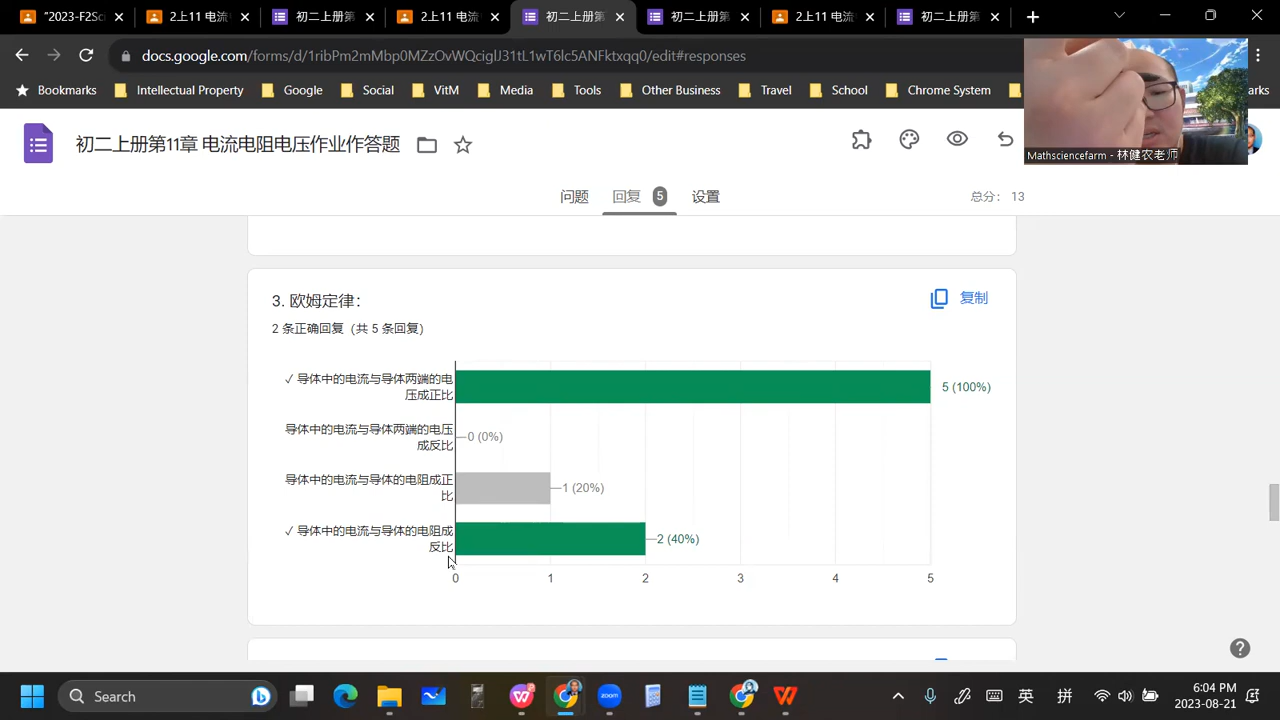 "2023-F2Sc
2上11 电流
初二上册第
2上11 电流
初二上册第
初二上册第
2上11 电流
初二上册第
docs.google.com/forms/d/1ribPm2mMbp0MZzOvWQ
/edit#responses
Bookmarks
Intellectual Property
Google
Social
VitM
Media
Tools
Other Business
Travel
School
Chrome System
初二上册第11章 电流电阻电压作业作答题
Mathsciencefarm - 林健农老师
问题
回复 5
设置
总分： 13
3. 欧姆定律：
复制
2 条正确回复（共 5 条回复）
✓ 导体中的电流与导体两端的电
压成正比
5 (100%)
导体中的电流与导体两端的电压
成反比
0 (0%)
导体中的电流与导体的电阻成正
比
1 (20%)
✓ 导体中的电流与导体的电阻成
反比
2 (40%)
0 1 2 3 4 5
Search
英
拼
6:04 PM
2023-08-21